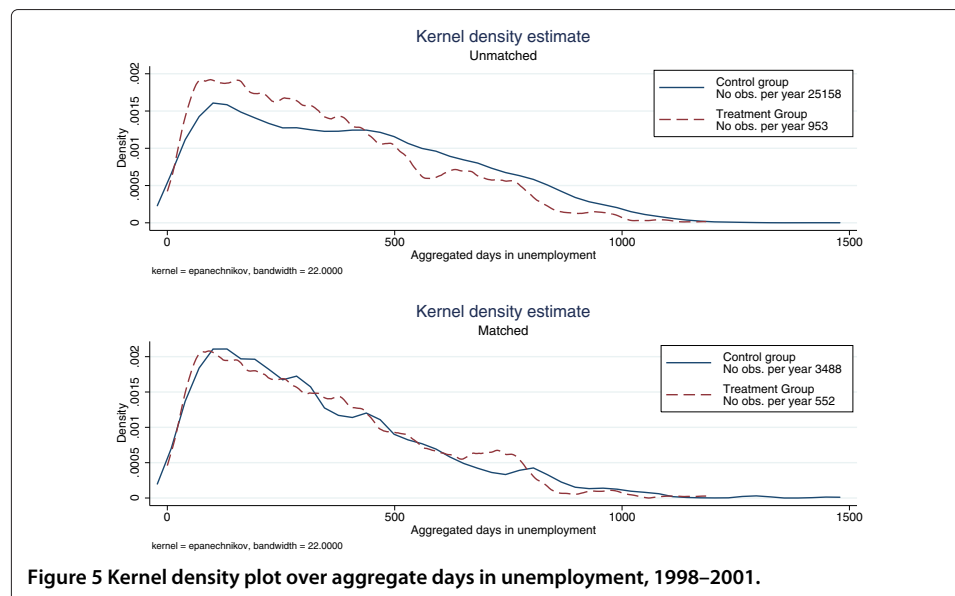 Kernel density estimate
Unmatched
Control group
No obs. per year 25158
Treatment Group
No obs. per year 953
Density
.002
.0015
.001
.0005
0
0 500 1000 1500
Aggregated days in unemployment
kernel = epanechnikov, bandwidth = 22.0000
Kernel density estimate
Matched
Control group
No obs. per year 3488
Treatment Group
No obs. per year 552
Density
.002
.0015
.001
.0005
0
0 500 1000 1500
Aggregated days in unemployment
kernel = epanechnikov, bandwidth = 22.0000
Figure 5 Kernel density plot over aggregate days in unemployment, 1998–2001.